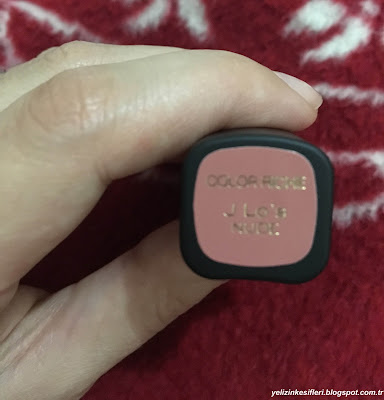 COLOR RICHE
J Lo's
NUDE
yelizinkesifleri.blogspot.com.tr